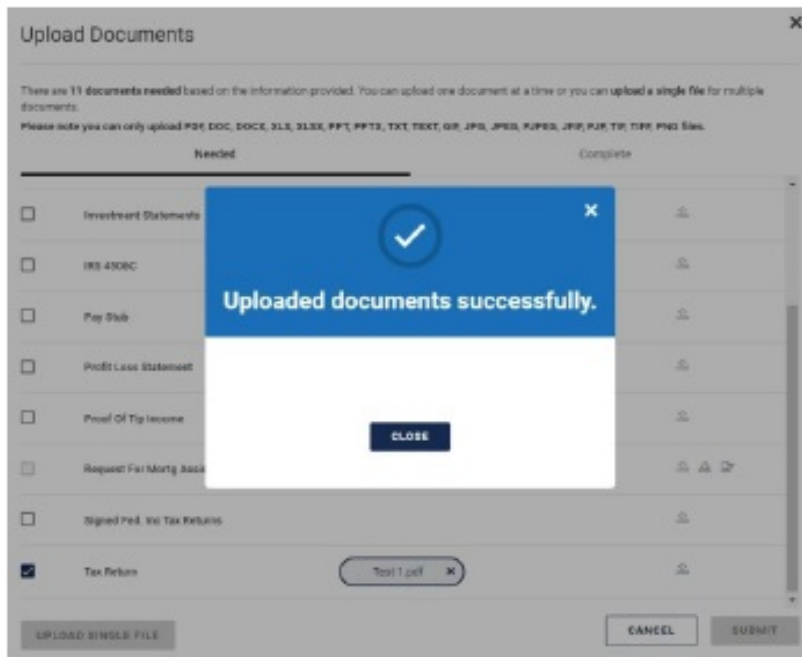 Upload Documents
There are 11 documents needed based on the information provided. You can upload one document at a time or you can upload a single file for multiple
documents.
Please note you can only upload PDF, DOC, DOCX, XLS, XLSX, PPT, PPTX, TXT, TEXT, GIF, JPG, JPEG, PJPEG, JFIF, PJP, TIF, TIFF, PNG files.
Needed Complete
Investment Statements
IRS 4506C
Pay Stub
Profit Loss Statement
Proof Of Tip Income
Request For Mortg Assi
Signed Fed. Inc Tax Returns
Tax Return Test 1.pdf
Uploaded documents successfully.
CLOSE
UPLOAD SINGLE FILE CANCEL SUBMIT